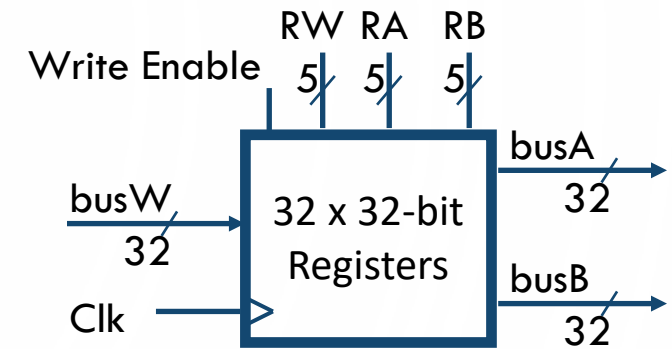 RW RA RB
Write Enable
5 5 5
busA
32
busW
32
32 x 32-bit
Registers
busB
32
Clk